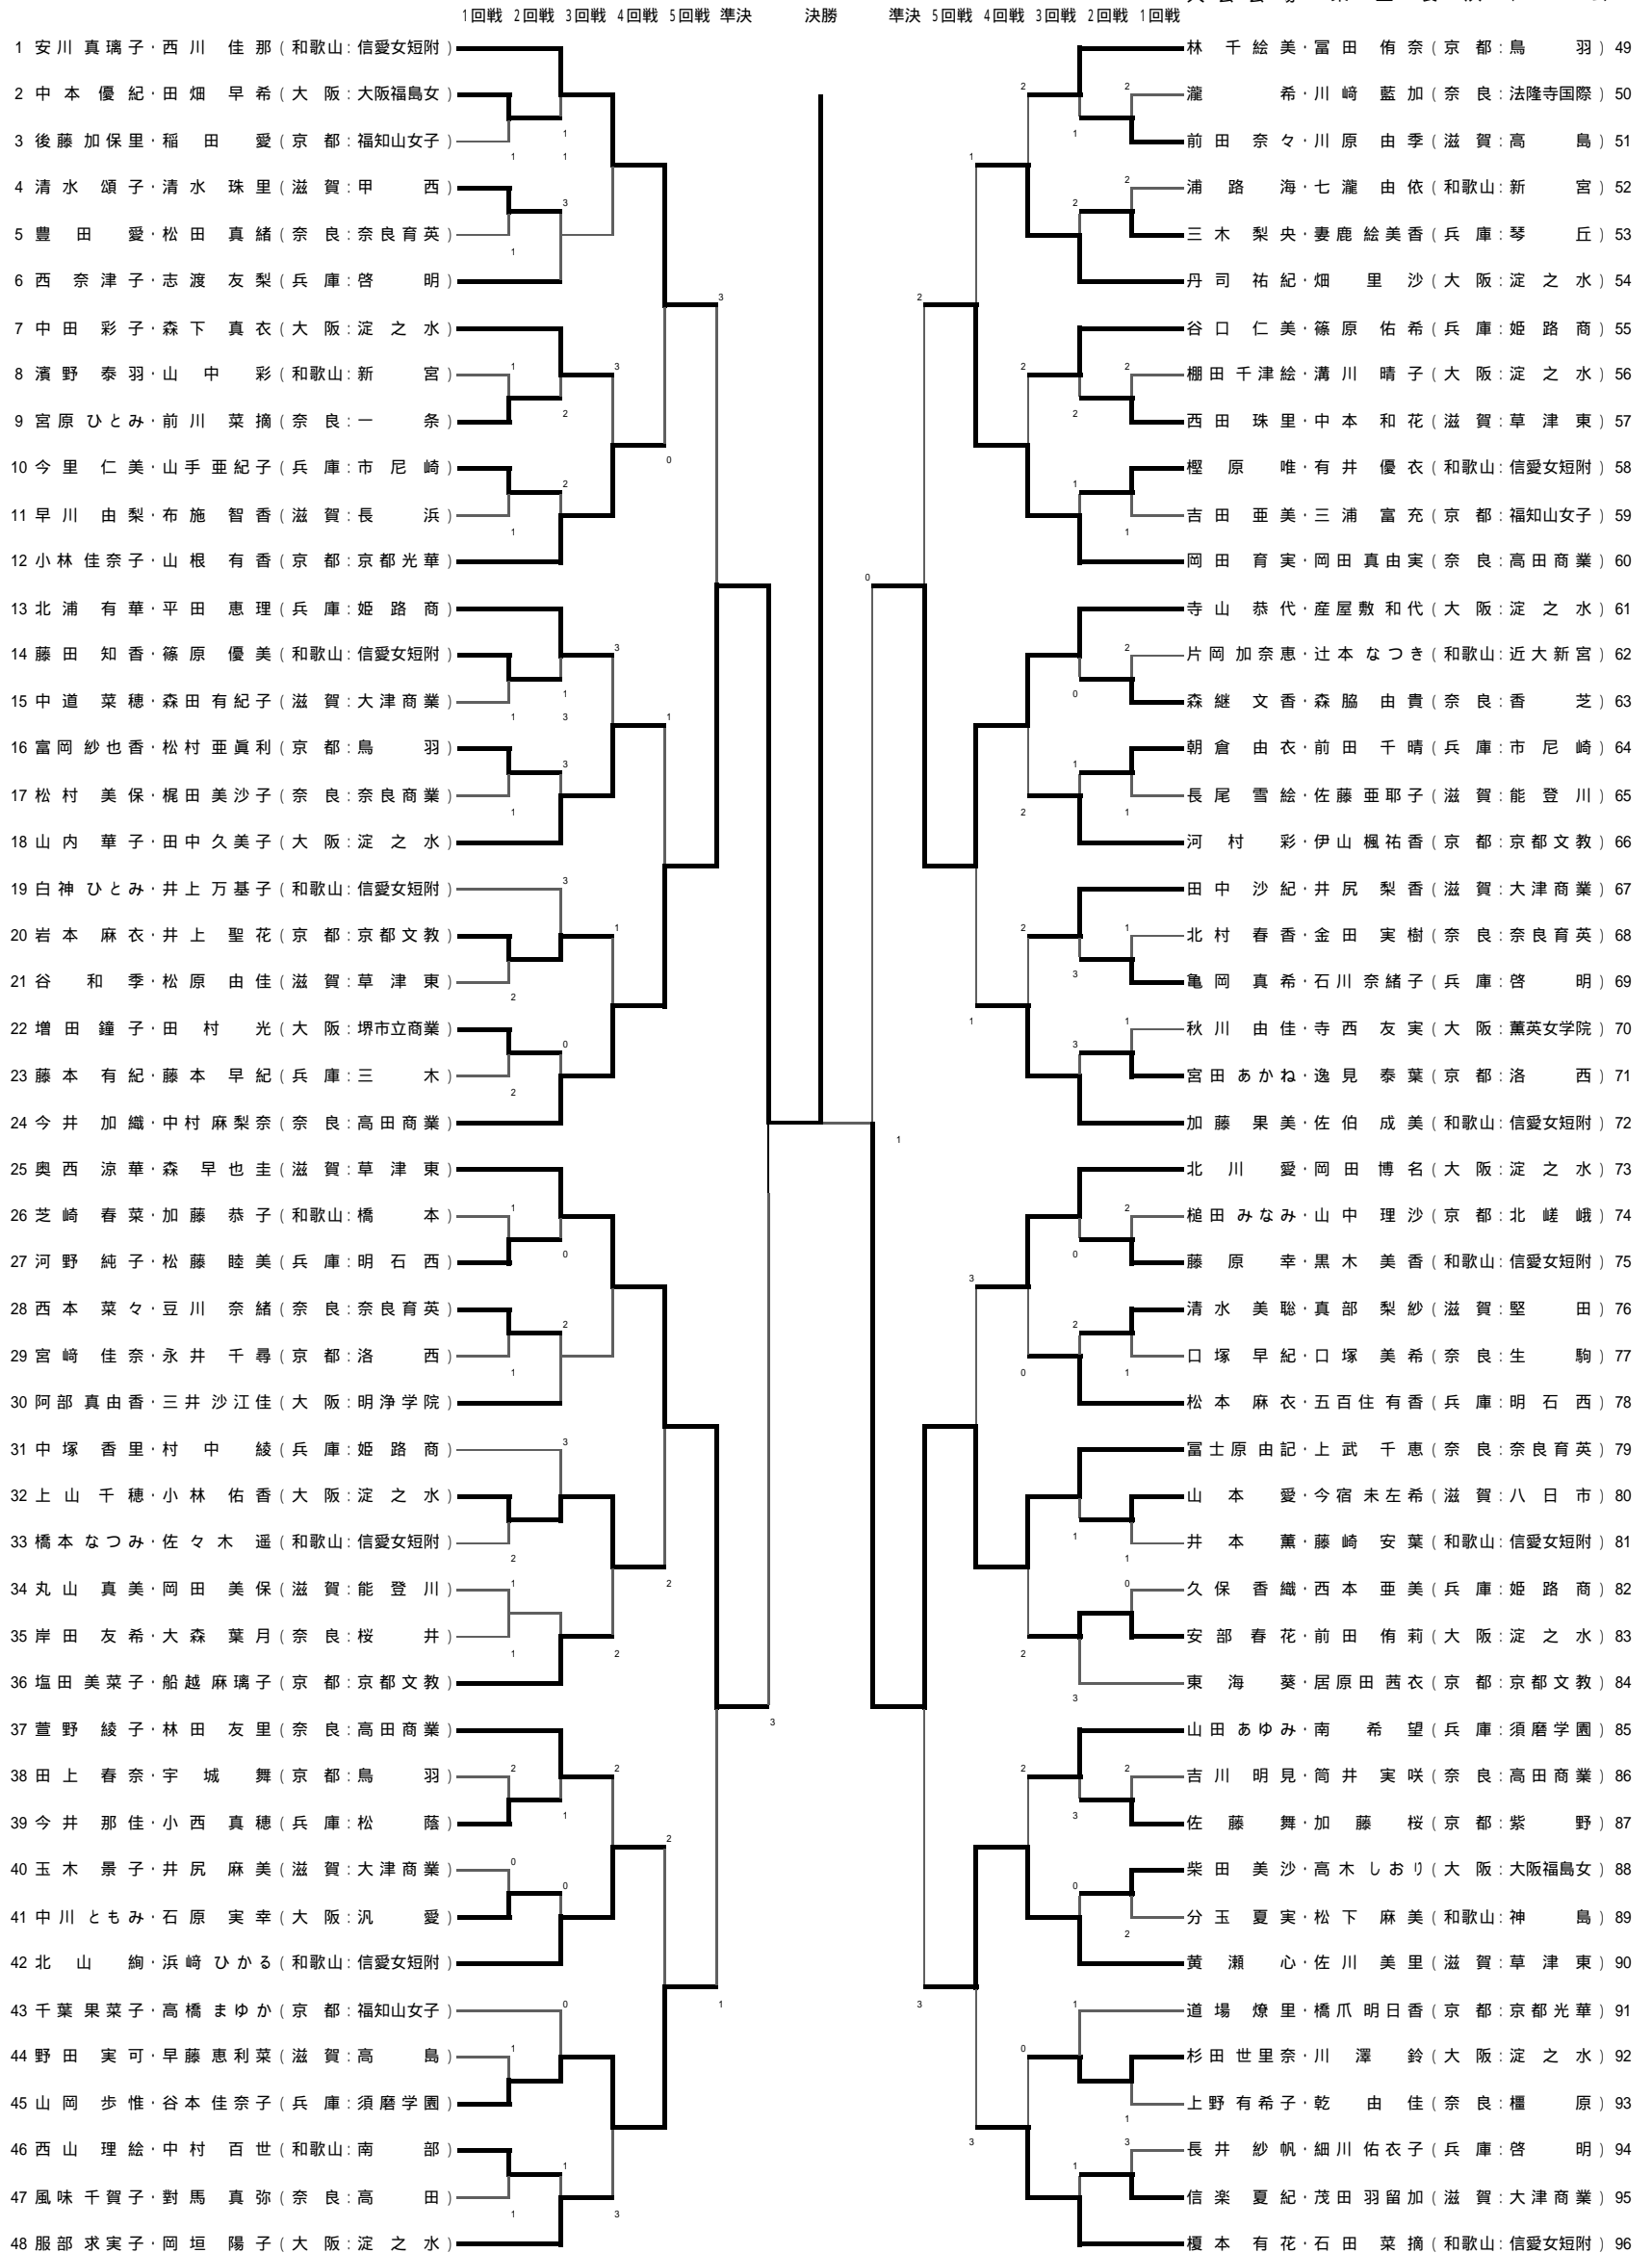 1回戦 2回戦 3回戦 4回戦 5回戦 準決 決勝 準決 5回戦 4回戦 3回戦 2回戦 1回戦
1 安川 真璃子・西川 佳那 (和歌山:信愛女短附)
2 中本 優紀・田畑 早希 (大阪:大阪福島女)
3 後藤 加保里・稲田 愛 (京都:福知山女子)
4 清水 頌子・清水 珠里 (滋賀:甲西)
5 豊田 愛・松田 真緒 (奈良:奈良育英)
6 西 奈津子・志渡 友梨 (兵庫:啓明)
7 中田 彩子・森下 真衣 (大阪:淀之水)
8 濱野 泰羽・山中 彩 (和歌山:新宮)
9 宮原 ひとみ・前川 菜摘 (奈良:一条)
10 今里 仁美・山手 亜紀子 (兵庫:市尼崎)
11 早川 由梨・布施 智香 (滋賀:長浜)
12 小林 佳奈子・山根 有香 (京都:京都光華)
13 北浦 有華・平田 恵理 (兵庫:姫路商)
14 藤田 知香・篠原 優美 (和歌山:信愛女短附)
15 中道 菜穂・森田 有紀子 (滋賀:大津商業)
16 富岡 紗也香・松村 亜眞利 (京都:鳥羽)
17 松村 美保・梶田 美沙子 (奈良:奈良商業)
18 山内 華子・田中 久美子 (大阪:淀之水)
19 白神 ひとみ・井上 万基子 (和歌山:信愛女短附)
20 岩本 麻衣・井上 聖花 (京都:京都文教)
21 谷 和季・松原 由佳 (滋賀:草津東)
22 増田 鐘子・田村 光 (大阪:堺市立商業)
23 藤本 有紀・藤本 早紀 (兵庫:三木)
24 今井 加織・中村 麻梨奈 (奈良:高田商業)
25 奥西 涼華・森 早也圭 (滋賀:草津東)
26 芝崎 春菜・加藤 恭子 (和歌山:橋本)
27 河野 純子・松藤 睦美 (兵庫:明石西)
28 西本 菜々・豆川 奈緒 (奈良:奈良育英)
29 宮﨑 佳奈・永井 千尋 (京都:洛西)
30 阿部 真由香・三井 沙江佳 (大阪:明浄学院)
31 中塚 香里・村中 綾 (兵庫:姫路商)
32 上山 千穂・小林 佑香 (大阪:淀之水)
33 橋本 なつみ・佐々木 遥 (和歌山:信愛女短附)
34 丸山 真美・岡田 美保 (滋賀:能登川)
35 岸田 友希・大森 葉月 (奈良:桜井)
36 塩田 美菜子・船越 麻璃子 (京都:京都文教)
37 萱野 綾子・林田 友里 (奈良:高田商業)
38 田上 春奈・宇城 舞 (京都:鳥羽)
39 今井 那佳・小西 真穂 (兵庫:松蔭)
40 玉木 景子・井尻 麻美 (滋賀:大津商業)
41 中川 ともみ・石原 実幸 (大阪:汎愛)
42 北山 絢・浜﨑 ひかる (和歌山:信愛女短附)
43 千葉 果菜子・高橋 まゆか (京都:福知山女子)
44 野田 実可・早藤 恵利菜 (滋賀:高島)
45 山岡 歩惟・谷本 佳奈子 (兵庫:須磨学園)
46 西山 理絵・中村 百世 (和歌山:南部)
47 風味 千賀子・對馬 真弥 (奈良:高田)
48 服部 求実子・岡垣 陽子 (大阪:淀之水)
林 千絵美・冨田 侑奈 (京都:鳥羽) 49
瀧 希・川﨑 藍加 (奈良:法隆寺国際) 50
前田 奈々・川原 由季 (滋賀:高島) 51
浦路 海・七瀧 由依 (和歌山:新宮) 52
三木 梨央・妻鹿 絵美香 (兵庫:琴丘) 53
丹司 祐紀・畑 里沙 (大阪:淀之水) 54
谷口 仁美・篠原 佑希 (兵庫:姫路商) 55
棚田 千津絵・溝川 晴子 (大阪:淀之水) 56
西田 珠里・中本 和花 (滋賀:草津東) 57
樫原 唯・有井 優衣 (和歌山:信愛女短附) 58
吉田 亜美・三浦 富充 (京都:福知山女子) 59
岡田 育実・岡田 真由実 (奈良:高田商業) 60
寺山 恭代・産屋敷 和代 (大阪:淀之水) 61
片岡 加奈恵・辻本 なつき (和歌山:近大新宮) 62
森継 文香・森脇 由貴 (奈良:香芝) 63
朝倉 由衣・前田 千晴 (兵庫:市尼崎) 64
長尾 雪絵・佐藤 亜耶子 (滋賀:能登川) 65
河村 彩・伊山 楓祐香 (京都:京都文教) 66
田中 沙紀・井尻 梨香 (滋賀:大津商業) 67
北村 春香・金田 実樹 (奈良:奈良育英) 68
亀岡 真希・石川 奈緒子 (兵庫:啓明) 69
秋川 由佳・寺西 友実 (大阪:薫英女学院) 70
宮田 あかね・逸見 泰葉 (京都:洛西) 71
加藤 果美・佐伯 成美 (和歌山:信愛女短附) 72
北川 愛・岡田 博名 (大阪:淀之水) 73
槌田 みなみ・山中 理沙 (京都:北嵯峨) 74
藤原 幸・黒木 美香 (和歌山:信愛女短附) 75
清水 美聡・真部 梨紗 (滋賀:堅田) 76
口塚 早紀・口塚 美希 (奈良:生駒) 77
松本 麻衣・五百住 有香 (兵庫:明石西) 78
冨士原 由記・上武 千恵 (奈良:奈良育英) 79
山本 愛・今宿 未左希 (滋賀:八日市) 80
井本 薫・藤崎 安葉 (和歌山:信愛女短附) 81
久保 香織・西本 亜美 (兵庫:姫路商) 82
安部 春花・前田 侑莉 (大阪:淀之水) 83
東海 葵・居原田 茜衣 (京都:京都文教) 84
山田 あゆみ・南 希望 (兵庫:須磨学園) 85
吉川 明見・筒井 実咲 (奈良:高田商業) 86
佐藤 舞・加藤 桜 (京都:紫野) 87
柴田 美沙・高木 しおり (大阪:大阪福島女) 88
分玉 夏実・松下 麻美 (和歌山:神島) 89
黄瀬 心・佐川 美里 (滋賀:草津東) 90
道場 燎里・橋爪 明日香 (京都:京都光華) 91
杉田 世里奈・川澤 鈴 (大阪:淀之水) 92
上野 有希子・乾 由佳 (奈良:橿原) 93
長井 紗帆・細川 佑衣子 (兵庫:啓明) 94
信楽 夏紀・茂田 羽留加 (滋賀:大津商業) 95
榎本 有花・石田 菜摘 (和歌山:信愛女短附) 96